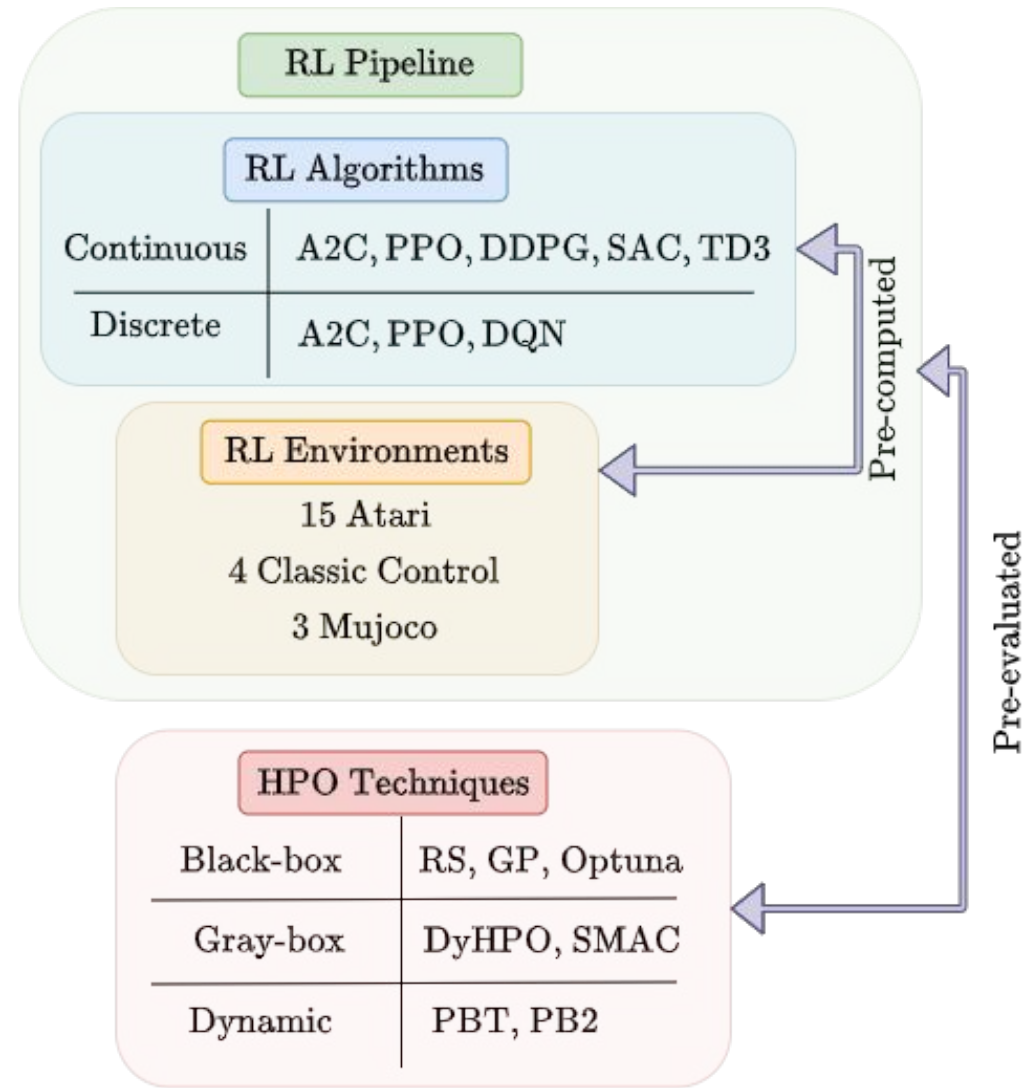 RL Pipeline
RL Algorithms
Continuous A2C, PPO, DDPG, SAC, TD3
Discrete A2C, PPO, DQN
Pre-computed
RL Environments
15 Atari
4 Classic Control
3 Mujoco
Pre-evaluated
HPO Techniques
Black-box RS, GP, Optuna
Gray-box DyHPO, SMAC
Dynamic PBT, PB2